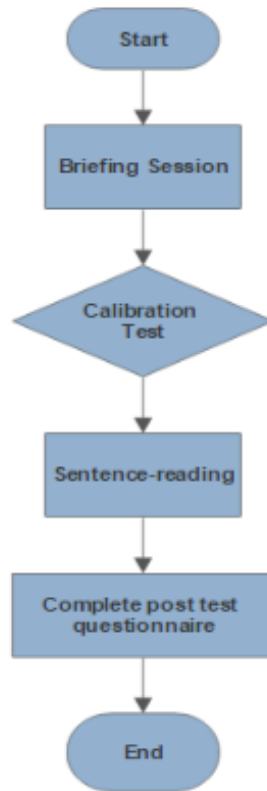 Start
Briefing Session
Calibration
Test
Sentence-reading
Complete post test
questionnaire
End